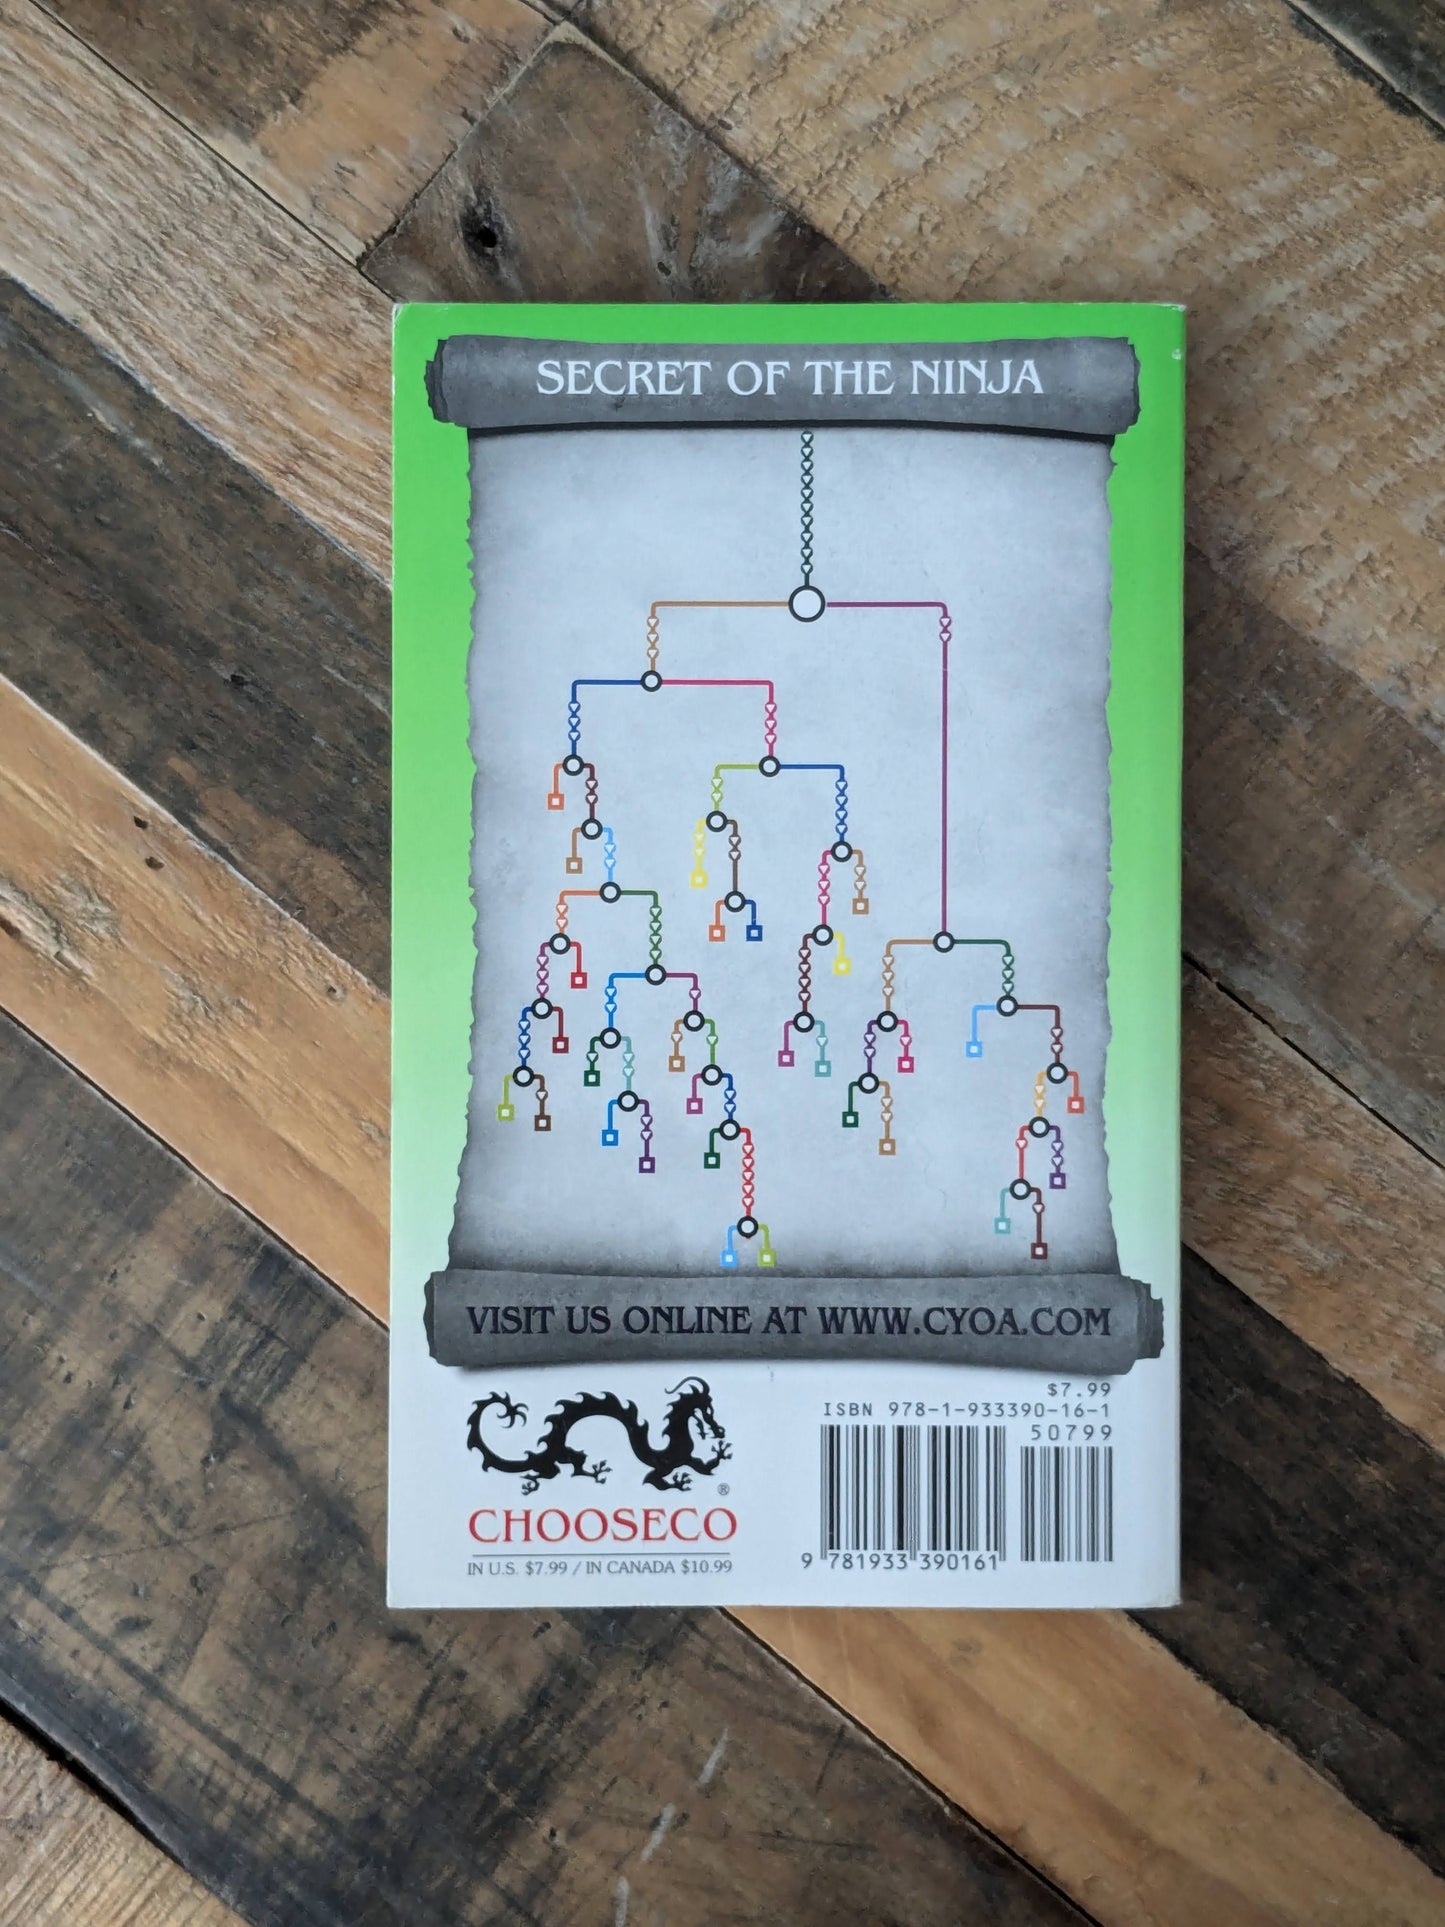 SECRET OF THE NINJA
VISIT US ONLINE AT WWW.CYOA.COM
®
CHOOSECO
IN U.S. $7.99 / IN CANADA $10.99
$7.99
ISBN 978-1-933390-16-1
50799
9 781933 390161